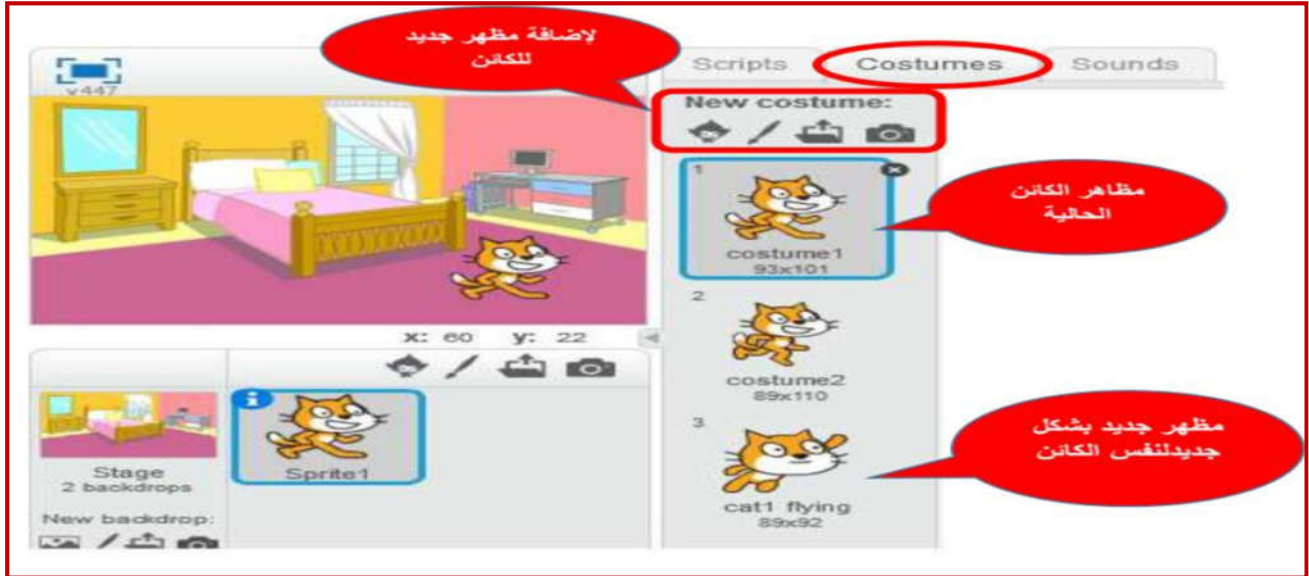 لإضافة مظهر جديد
للكائن
v447
Scripts
Costumes
Sounds
New costume:
1
costume1
93x101
مظاهر الكائن
الحالية
2
costume2
89x110
3
cat1 flying
89x92
مظهر جديد بشكل
جديدلنفس الكائن
x: 60 y: 22
Stage
2 backdrops
New backdrop:
Sprite1